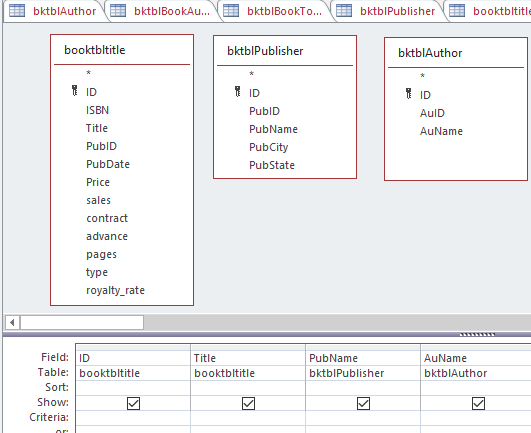 bktblAuthor bktblBookAu... bktblBookTo... bktblPublisher booktbltitle
booktbltitle
*
ID
ISBN
Title
PubID
PubDate
Price
sales
contract
advance
pages
type
royalty_rate
bktblPublisher
*
ID
PubID
PubName
PubCity
PubState
bktblAuthor
*
ID
AuID
AuName
Field: ID Title PubName AuName
Table: booktbltitle booktbltitle bktblPublisher bktblAuthor
Sort:
Show:
Criteria:
or: